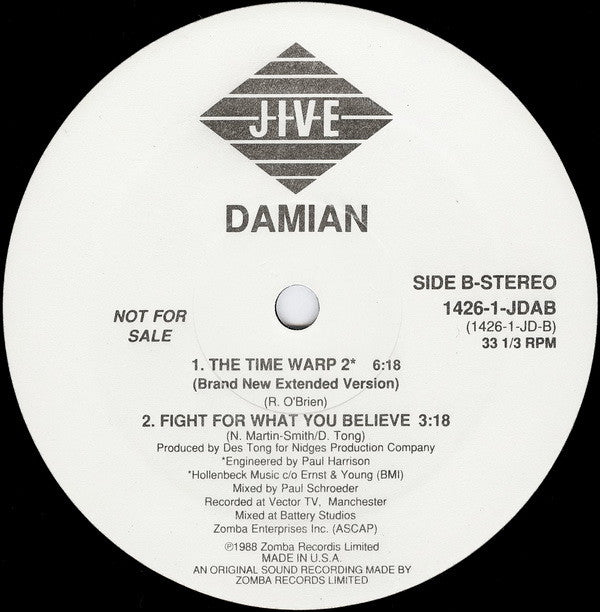 JIVE
DAMIAN
SIDE B-STEREO
1426-1-JDAB
(1426-1-JD-B)
33 1/3 RPM
NOT FOR
SALE
1. THE TIME WARP 2* 6:18
(Brand New Extended Version)
(R. O'Brien)
2. FIGHT FOR WHAT YOU BELIEVE 3:18
(N. Martin-Smith/D. Tong)
Produced by Des Tong for Nidges Production Company
*Engineered by Paul Harrison
*Hollenbeck Music c/o Ernst & Young (BMI)
Mixed by Paul Schroeder
Recorded at Vector TV, Manchester
Mixed at Battery Studios
Zomba Enterprises Inc. (ASCAP)
℗1988 Zomba Recordis Limited
MADE IN U.S.A.
AN ORIGINAL SOUND RECORDING MADE BY
ZOMBA RECORDS LIMITED